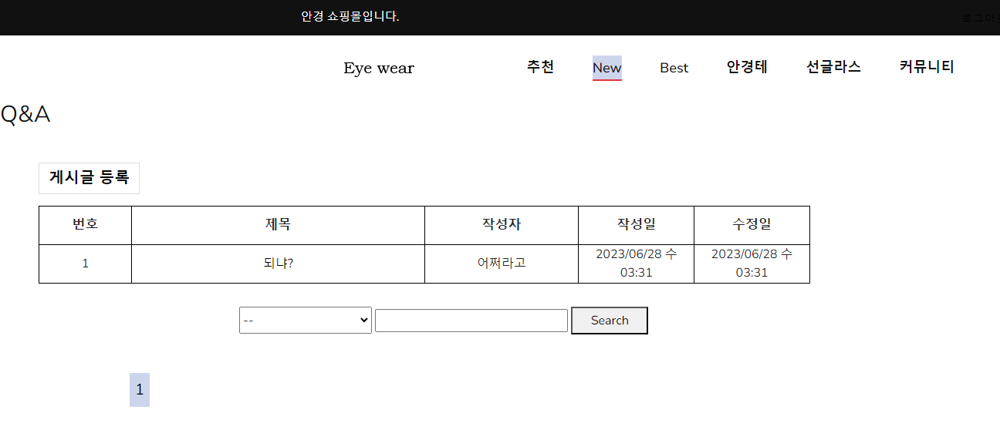 안경 쇼핑몰입니다.
로그아
Eye wear 추천 New Best 안경테 선글라스 커뮤니티
Q&A
게시글 등록
번호 제목 작성자 작성일 수정일
1 되냐? 어쩌라고 2023/06/28 수 03:31 2023/06/28 수 03:31
-- Search
1